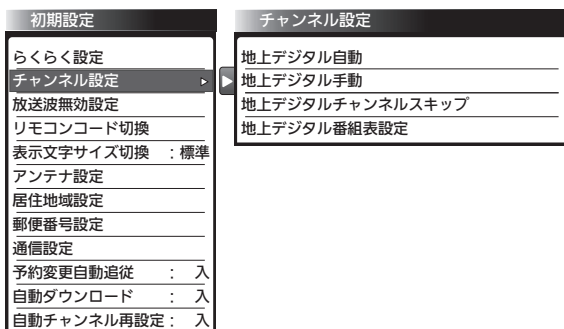 初期設定
らくらく設定
チャンネル設定
放送波無効設定
リモコンコード切換
表示文字サイズ切換 : 標準
アンテナ設定
居住地域設定
郵便番号設定
通信設定
予約変更自動追従 : 入
自動ダウンロード : 入
自動チャンネル再設定 : 入
チャンネル設定
地上デジタル自動
地上デジタル手動
地上デジタルチャンネルスキップ
地上デジタル番組表設定